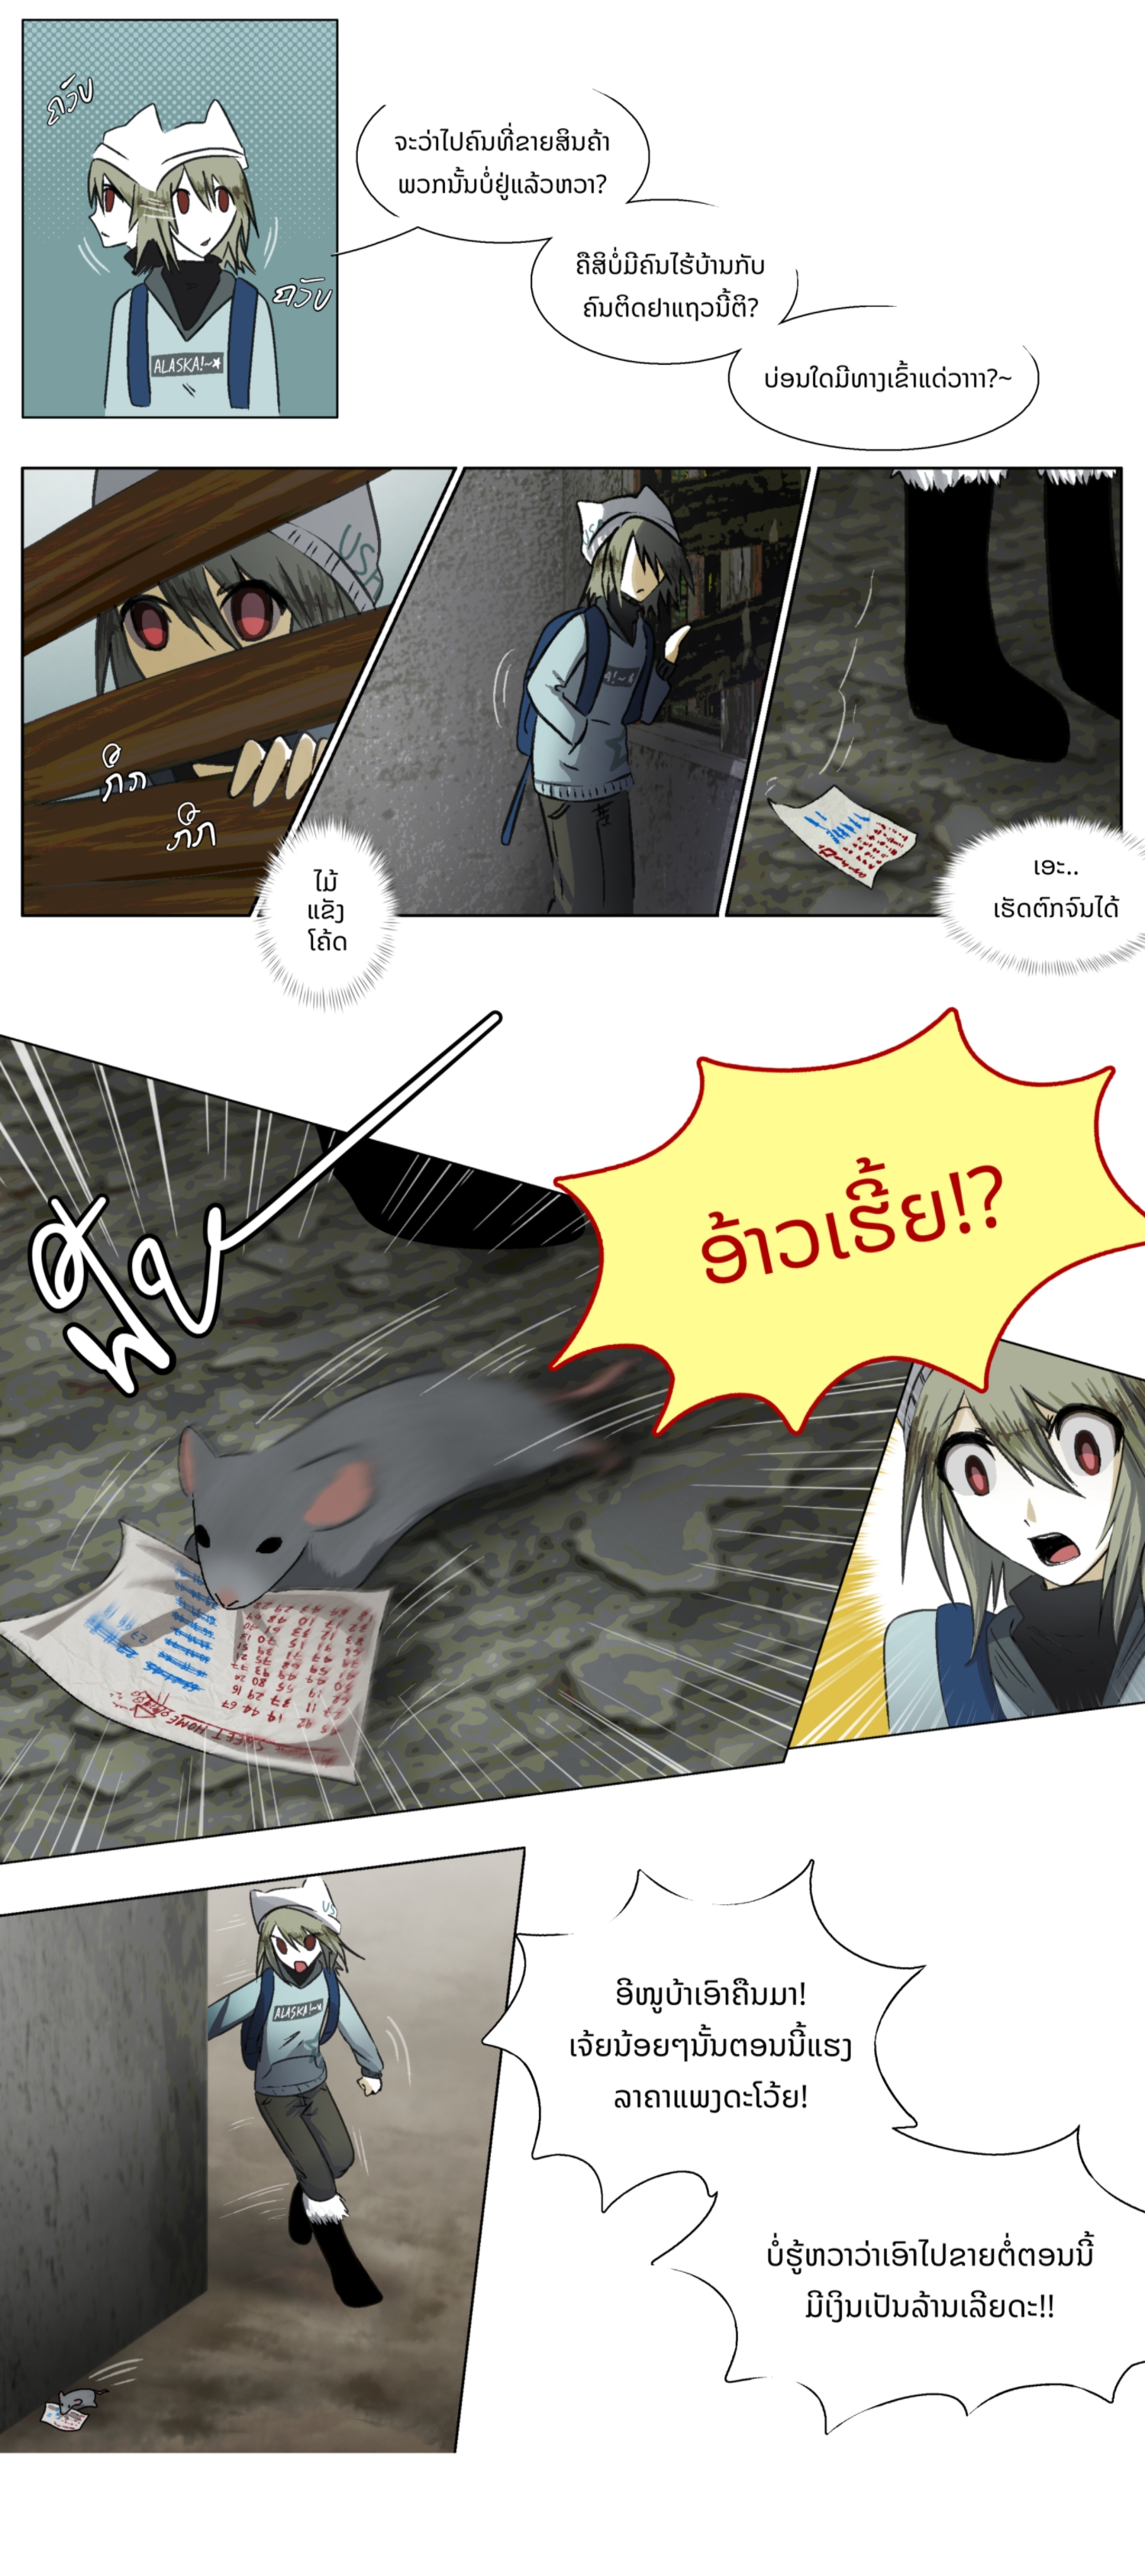 ຂວັບ
ຈະວ່າໄປຄົນທີ່ຂາຍສິນຄ້າ
ພວກນັ້ນບໍ່ຢູ່ແລ້ວຫວາ?
ຂວັບ
ຄືສິບໍ່ມີຄົນໄຮ້ບ້ານກັບ
ຄົນຕິດຢາແຖວນີ້ຕິ?
ALASKA!~★
ບ່ອນໃດມີທາງເຂົ້າແດ່ວາາາ?~
USA
ກຶກ
ກຶກ
ໄມ້
ແຂັງ
ໂຄ້ດ
ເອະ..
ເຮັດຕົກຈົນໄດ້
ອ້າວເຮີ້ຍ!?
SWEET HOME
US
ALASKA!~★
ອີໜູບ້າເອົາຄືນມາ!
ເຈ້ຍນ້ອຍໆນັ້ນຕອນນີ້ແຮງ
ລາຄາແພງດະໂວ້ຍ!
ບໍ່ຮູ້ຫວາວ່າເອົາໄປຂາຍຕໍ່ຕອນນີ້
ມີເງິນເປັນລ້ານເລີຍດະ!!